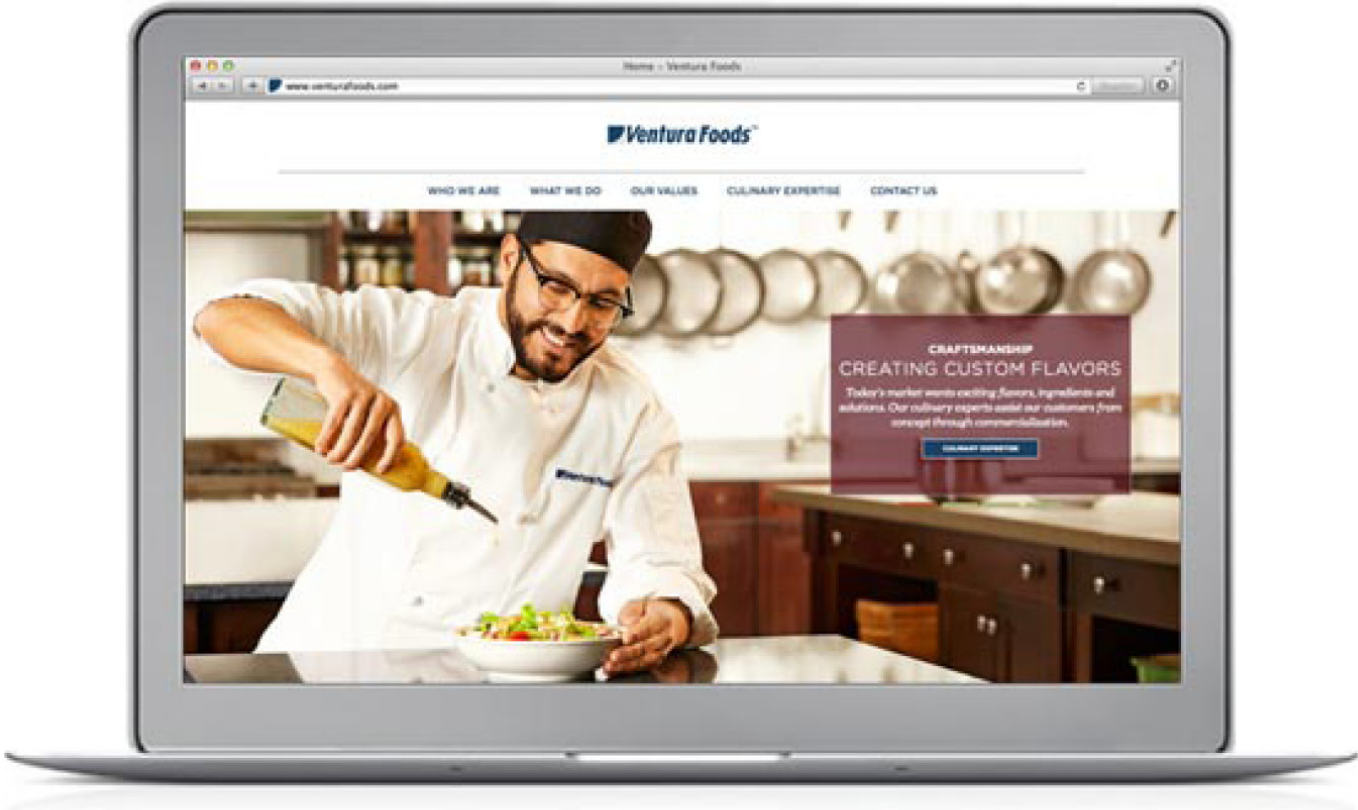 Home - Ventura Foods
www.venturafoods.com
Ventura Foods™
WHO WE ARE WHAT WE DO OUR VALUES CULINARY EXPERTISE CONTACT US
CRAFTSMANSHIP
CREATING CUSTOM FLAVORS
Today's market wants exciting flavors, ingredients and
solutions. Our culinary experts assist our customers from
concept through commercialization.
CULINARY EXPERTISE
Ventura Foods